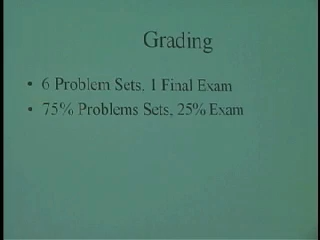 Grading
• 6 Problem Sets, 1 Final Exam
• 75% Problems Sets, 25% Exam